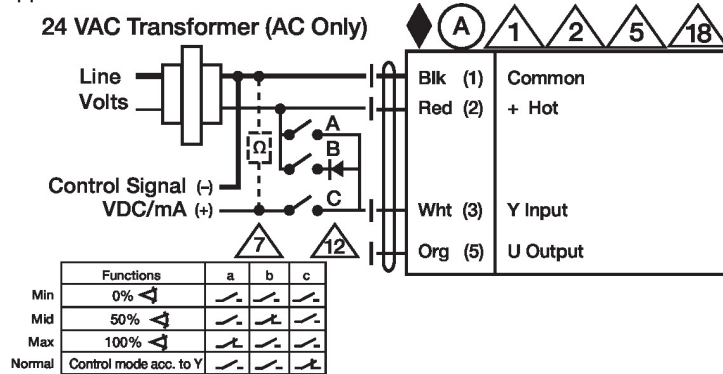 24 VAC Transformer (AC Only)
A 1 2 5 18
Line
Volts
Blk (1) Common
Red (2) + Hot
A
Ω
B
Control Signal (-)
C
VDC/mA (+)
Wht (3) Y Input
7 12
Org (5) U Output
Functions a b c
Min 0%
Mid 50%
Max 100%
Normal Control mode acc. to Y